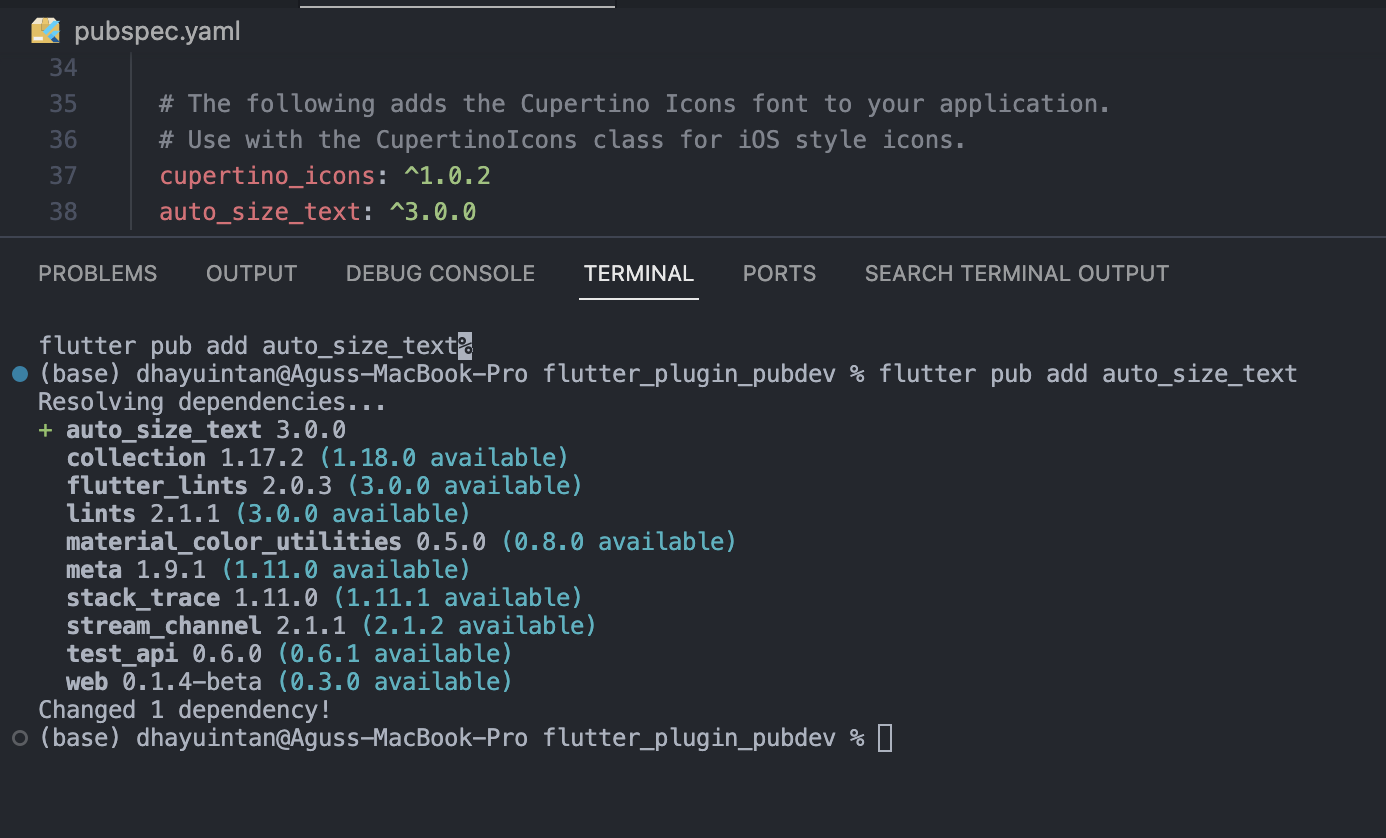 pubspec.yaml
34
35 # The following adds the Cupertino Icons font to your application.
36 # Use with the CupertinoIcons class for iOS style icons.
37 cupertino_icons: ^1.0.2
38 auto_size_text: ^3.0.0
PROBLEMS OUTPUT DEBUG CONSOLE TERMINAL PORTS SEARCH TERMINAL OUTPUT
flutter pub add auto_size_text%
(base) dhayuintan@Aguss-MacBook-Pro flutter_plugin_pubdev % flutter pub add auto_size_text
Resolving dependencies...
+ auto_size_text 3.0.0
collection 1.17.2 (1.18.0 available)
flutter_lints 2.0.3 (3.0.0 available)
lints 2.1.1 (3.0.0 available)
material_color_utilities 0.5.0 (0.8.0 available)
meta 1.9.1 (1.11.0 available)
stack_trace 1.11.0 (1.11.1 available)
stream_channel 2.1.1 (2.1.2 available)
test_api 0.6.0 (0.6.1 available)
web 0.1.4-beta (0.3.0 available)
Changed 1 dependency!
(base) dhayuintan@Aguss-MacBook-Pro flutter_plugin_pubdev %